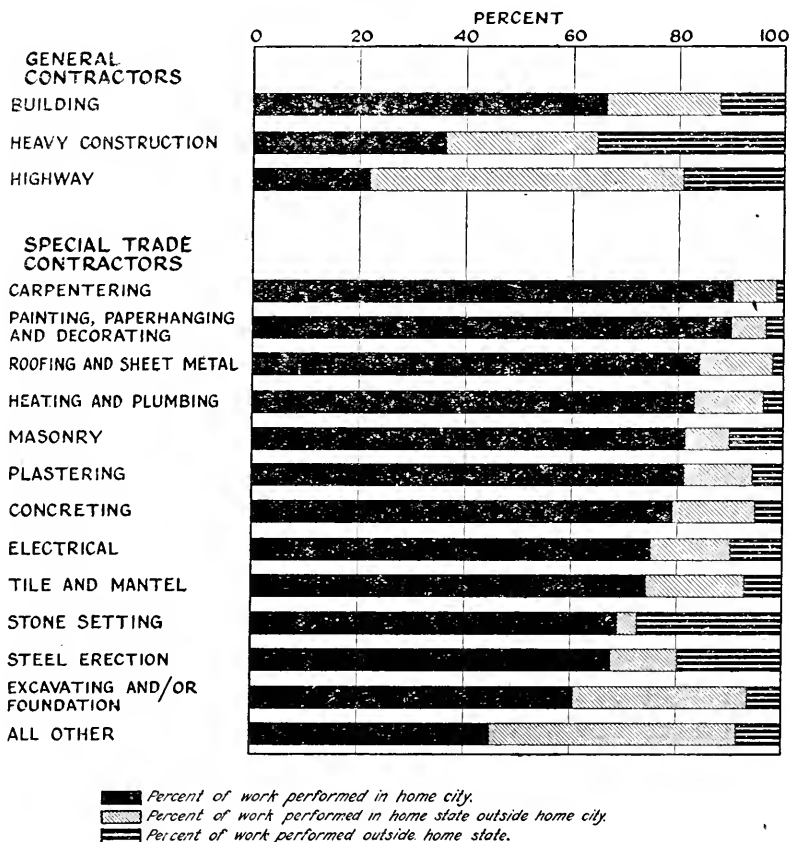 PERCENT
0 20 40 60 80 100
GENERAL
CONTRACTORS
BUILDING
HEAVY CONSTRUCTION
HIGHWAY
SPECIAL TRADE
CONTRACTORS
CARPENTERING
PAINTING, PAPERHANGING
AND DECORATING
ROOFING AND SHEET METAL
HEATING AND PLUMBING
MASONRY
PLASTERING
CONCRETING
ELECTRICAL
TILE AND MANTEL
STONE SETTING
STEEL ERECTION
EXCAVATING AND/OR
FOUNDATION
ALL OTHER
Percent of work performed in home city.
Percent of work performed in home state outside home city.
Percent of work performed outside home state.